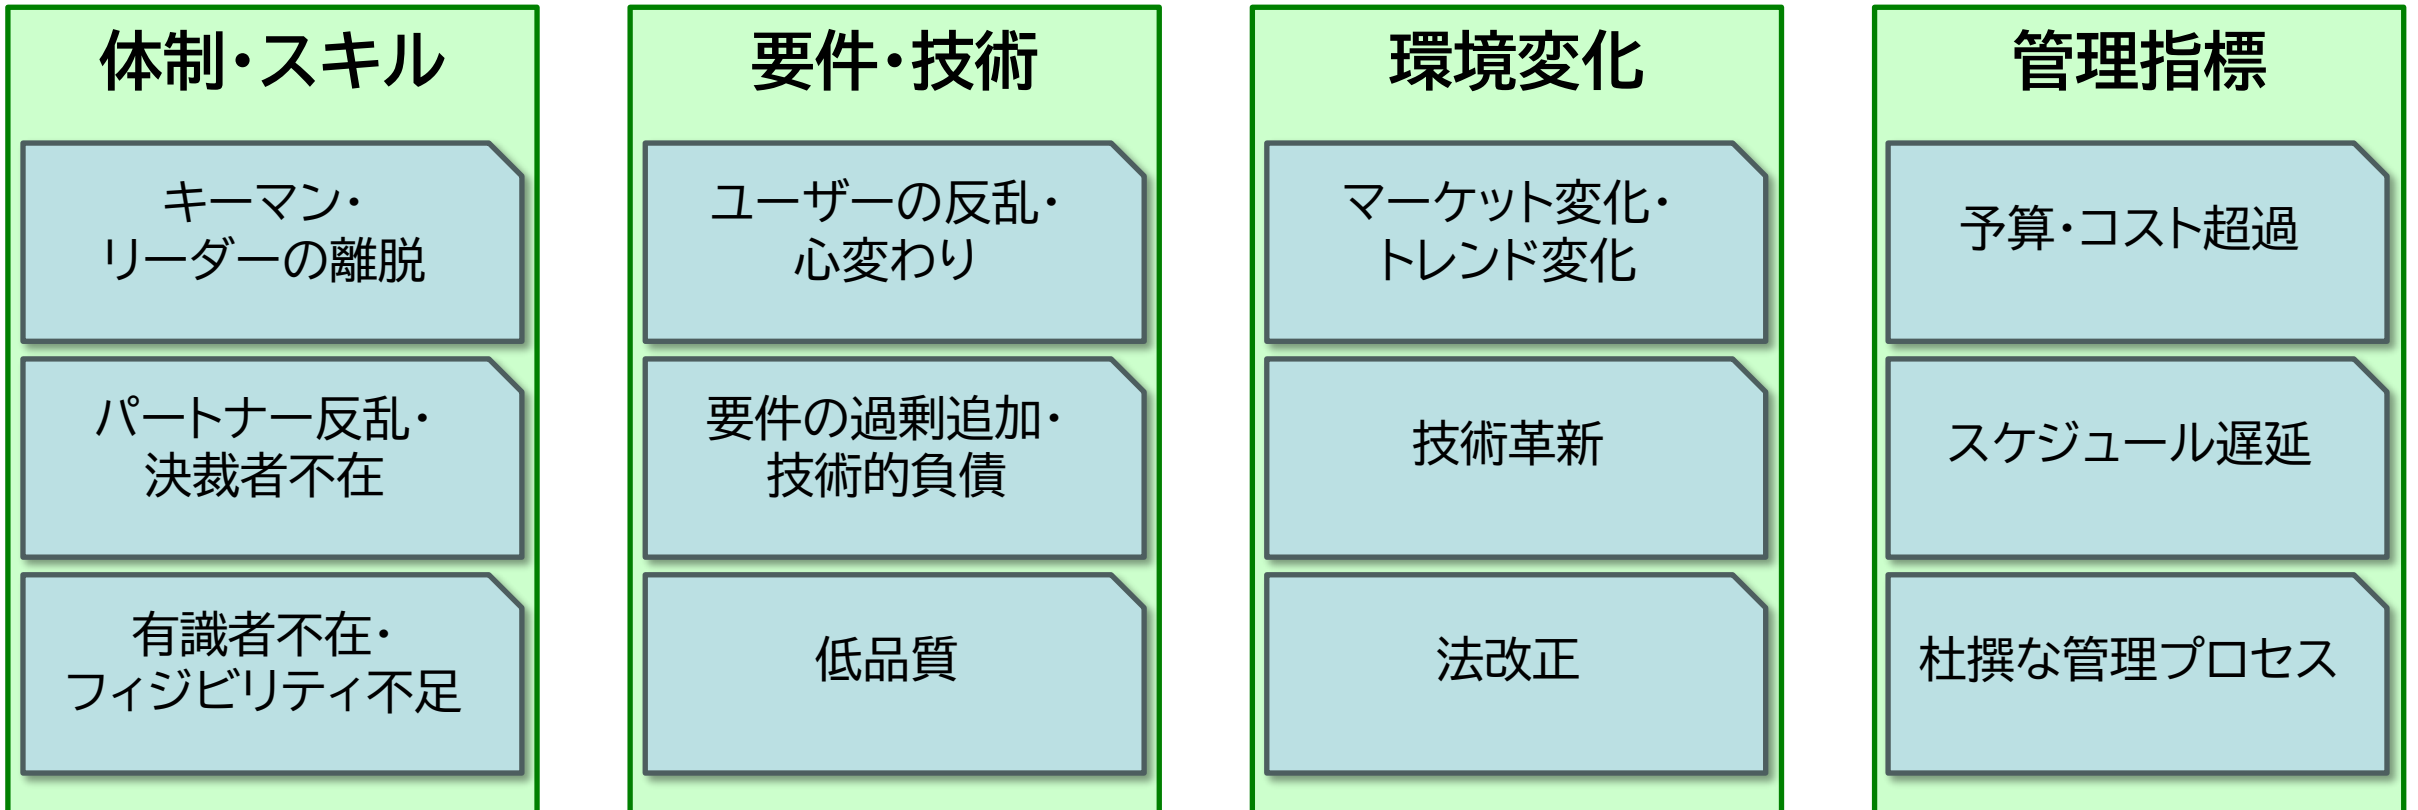 体制・スキル
キーマン・
リーダーの離脱
パートナー反乱・
決裁者不在
有識者不在・
フィジビリティ不足
要件・技術
ユーザーの反乱・
心変わり
要件の過剰追加・
技術的負債
低品質
環境変化
マーケット変化・
トレンド変化
技術革新
法改正
管理指標
予算・コスト超過
スケジュール遅延
杜撰な管理プロセス